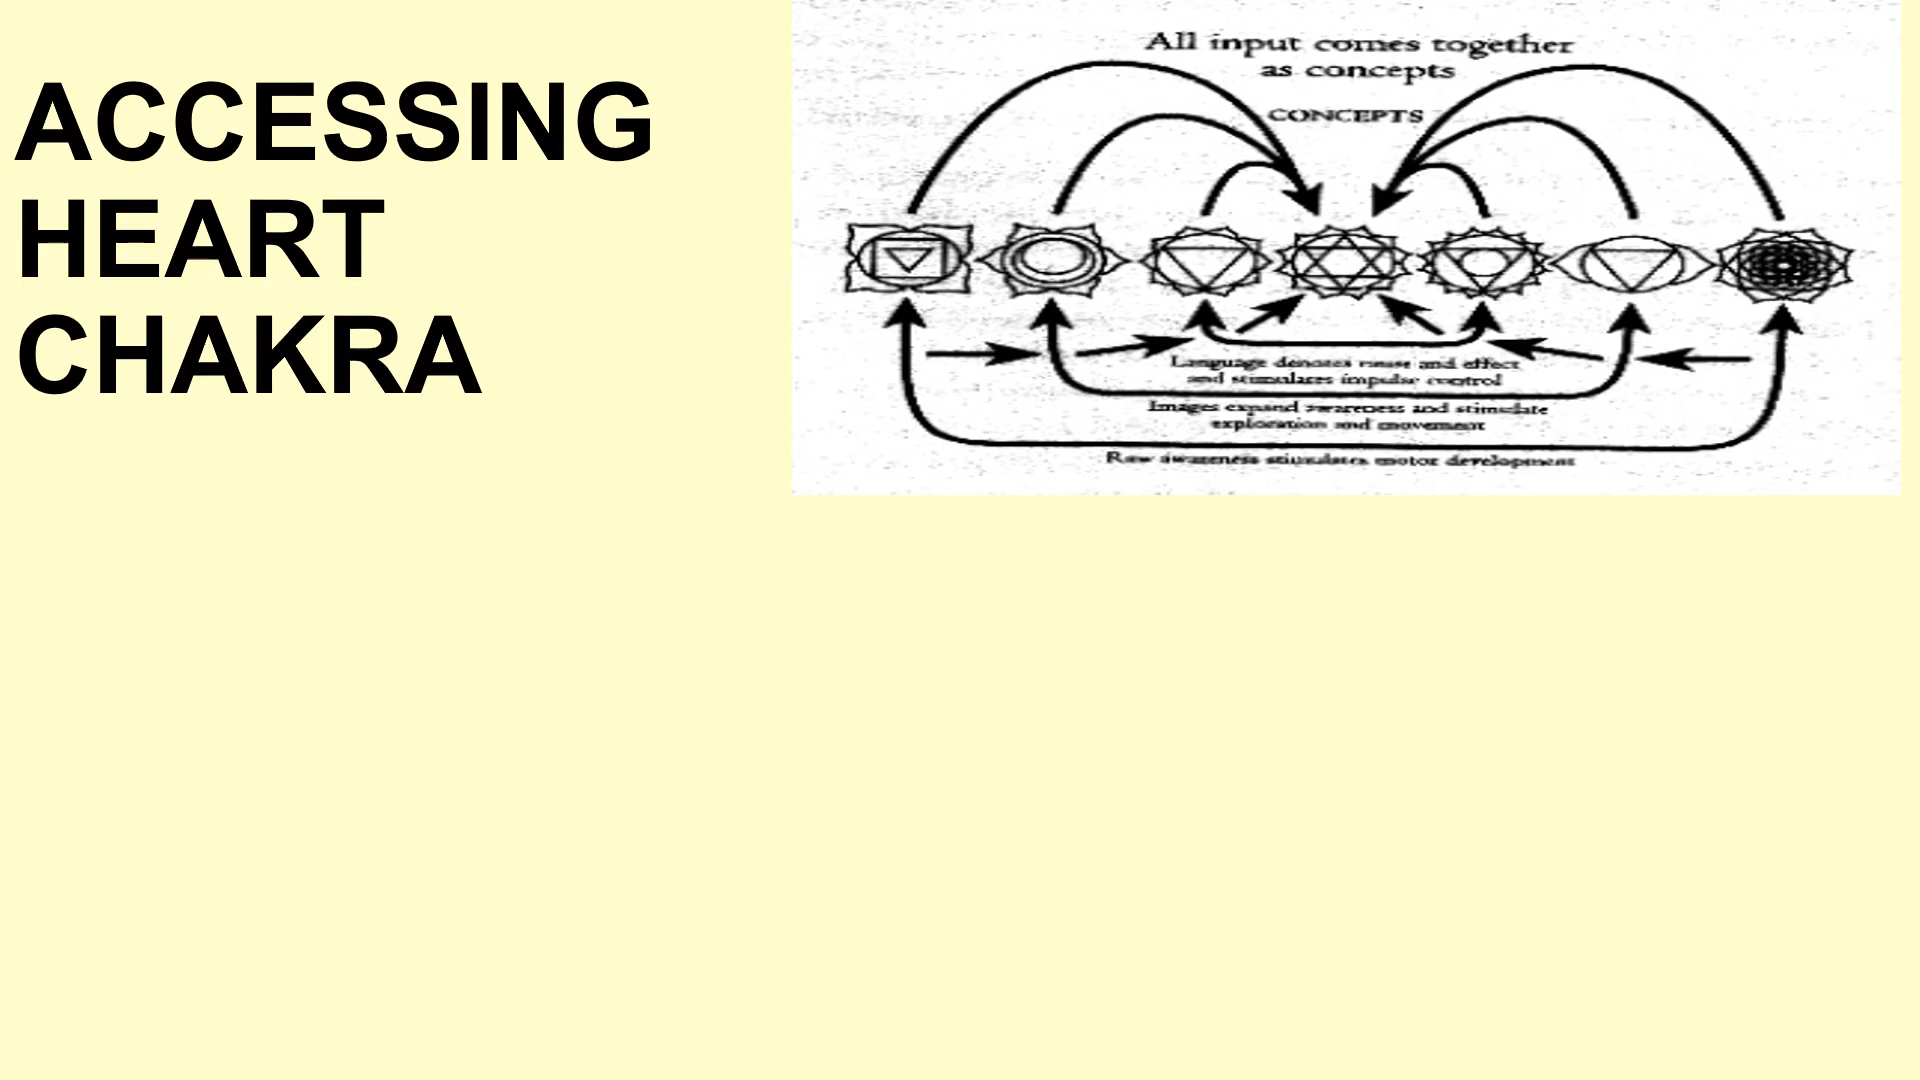 ACCESSING
HEART
CHAKRA
All input comes together
as concepts
CONCEPTS
Language denotes cause and effect
and stimulates impulse control
Images expand awareness and stimulate
exploration and movement
Raw awareness stimulates motor development